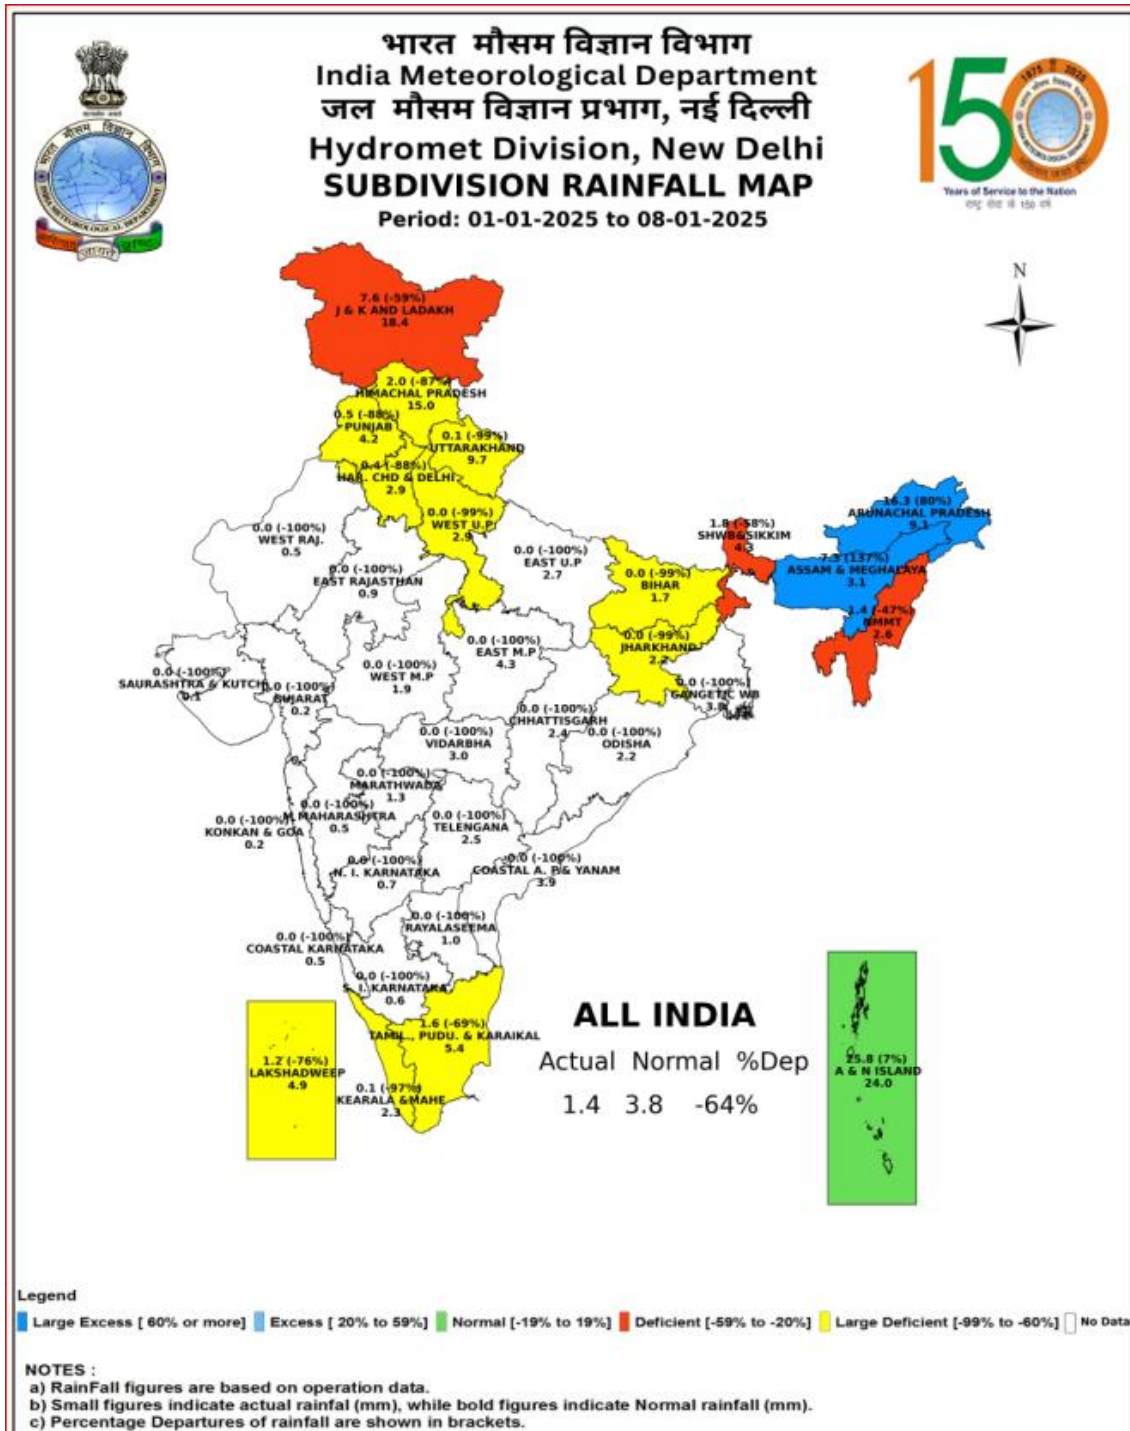 भारत मौसम विज्ञान विभाग
India Meteorological Department
जल मौसम विज्ञान प्रभाग, नई दिल्ली
Hydromet Division, New Delhi
SUBDIVISION RAINFALL MAP
Period: 01-01-2025 to 08-01-2025
भारत मौसम विज्ञान विभाग
INDIA METEOROLOGICAL DEPARTMENT
150
1875 2025
Years of Service to the Nation
राष्ट्र सेवा के 150 वर्ष
N
7.6 (-59%)
J & K AND LADAKH
18.4
2.0 (-87%)
HIMACHAL PRADESH
15.0
0.5 (-88%)
PUNJAB
4.2
0.1 (-99%)
UTTARAKHAND
9.7
0.4 (-88%)
HAR. CHD & DELHI
2.9
0.0 (-99%)
WEST U.P
2.9
0.0 (-100%)
WEST RAJ.
0.5
0.0 (-100%)
EAST RAJASTHAN
0.9
0.0 (-100%)
EAST U.P
2.7
0.0 (-99%)
BIHAR
1.7
1.8 (-58%)
SHWB&SIKKIM
4.3
16.3 (80%)
ARUNACHAL PRADESH
9.1
7.3 (137%)
ASSAM & MEGHALAYA
3.1
1.4 (-47%)
NMMT
2.6
0.0 (-99%)
JHARKHAND
2.2
0.0 (-100%)
EAST M.P
4.3
0.0 (-100%)
WEST M.P
1.9
0.0 (-100%)
SAURASHTRA & KUTCH
0.1
0.0 (-100%)
GUJARAT
0.2
0.0 (-100%)
GANGETIC WB
3.8
0.0 (-100%)
CHHATTISGARH
2.4
0.0 (-100%)
ODISHA
2.2
0.0 (-100%)
VIDARBHA
3.0
0.0 (-100%)
MARATHWADA
1.3
0.0 (-100%)
M.MAHARASHTRA
0.5
0.0 (-100%)
KONKAN & GOA
0.2
0.0 (-100%)
TELENGANA
2.5
0.0 (-100%)
COASTAL A. P.& YANAM
3.9
0.0 (-100%)
N. I. KARNATAKA
0.7
0.0 (-100%)
RAYALASEEMA
1.0
0.0 (-100%)
COASTAL KARNATAKA
0.5
0.0 (-100%)
S. I. KARNATAKA
0.6
1.6 (-69%)
TAMIL., PUDU. & KARAIKAL
5.4
0.1 (-97%)
KEARALA &MAHE
2.3
1.2 (-76%)
LAKSHADWEEP
4.9
25.8 (7%)
A & N ISLAND
24.0
ALL INDIA
Actual Normal %Dep
1.4 3.8 -64%
Legend
Large Excess [ 60% or more] Excess [ 20% to 59%] Normal [-19% to 19%] Deficient [-59% to -20%] Large Deficient [-99% to -60%] No Data
NOTES :
a) RainFall figures are based on operation data.
b) Small figures indicate actual rainfal (mm), while bold figures indicate Normal rainfall (mm).
c) Percentage Departures of rainfall are shown in brackets.